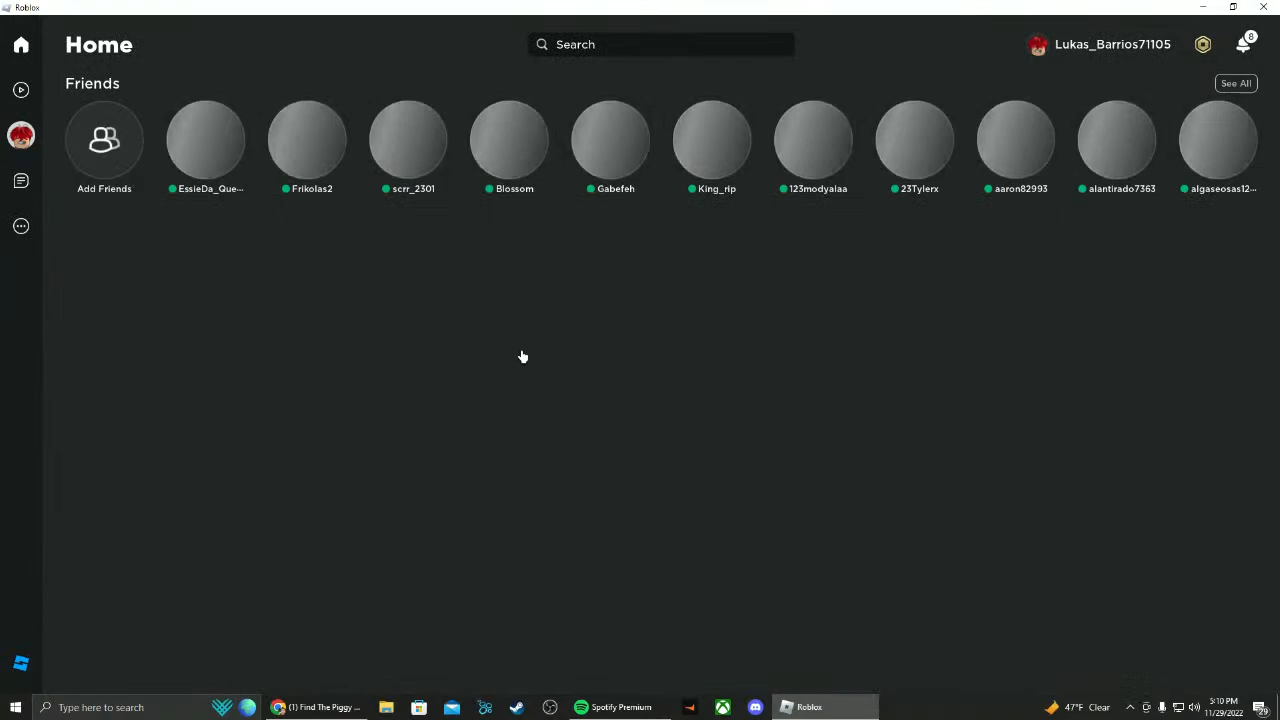 Roblox
Home
Search
Lukas_Barrios71105
8
Friends
See All
Add Friends
EssieDa_Que...
Frikolas2
scrr_2301
Blossom
Gabefeh
King_rip
123modyalaa
23Tylerx
aaron82993
alantirado7363
algaseosas12...
Type here to search
(1) Find The Piggy ...
Spotify Premium
Roblox
47°F Clear
5:10 PM
11/29/2022